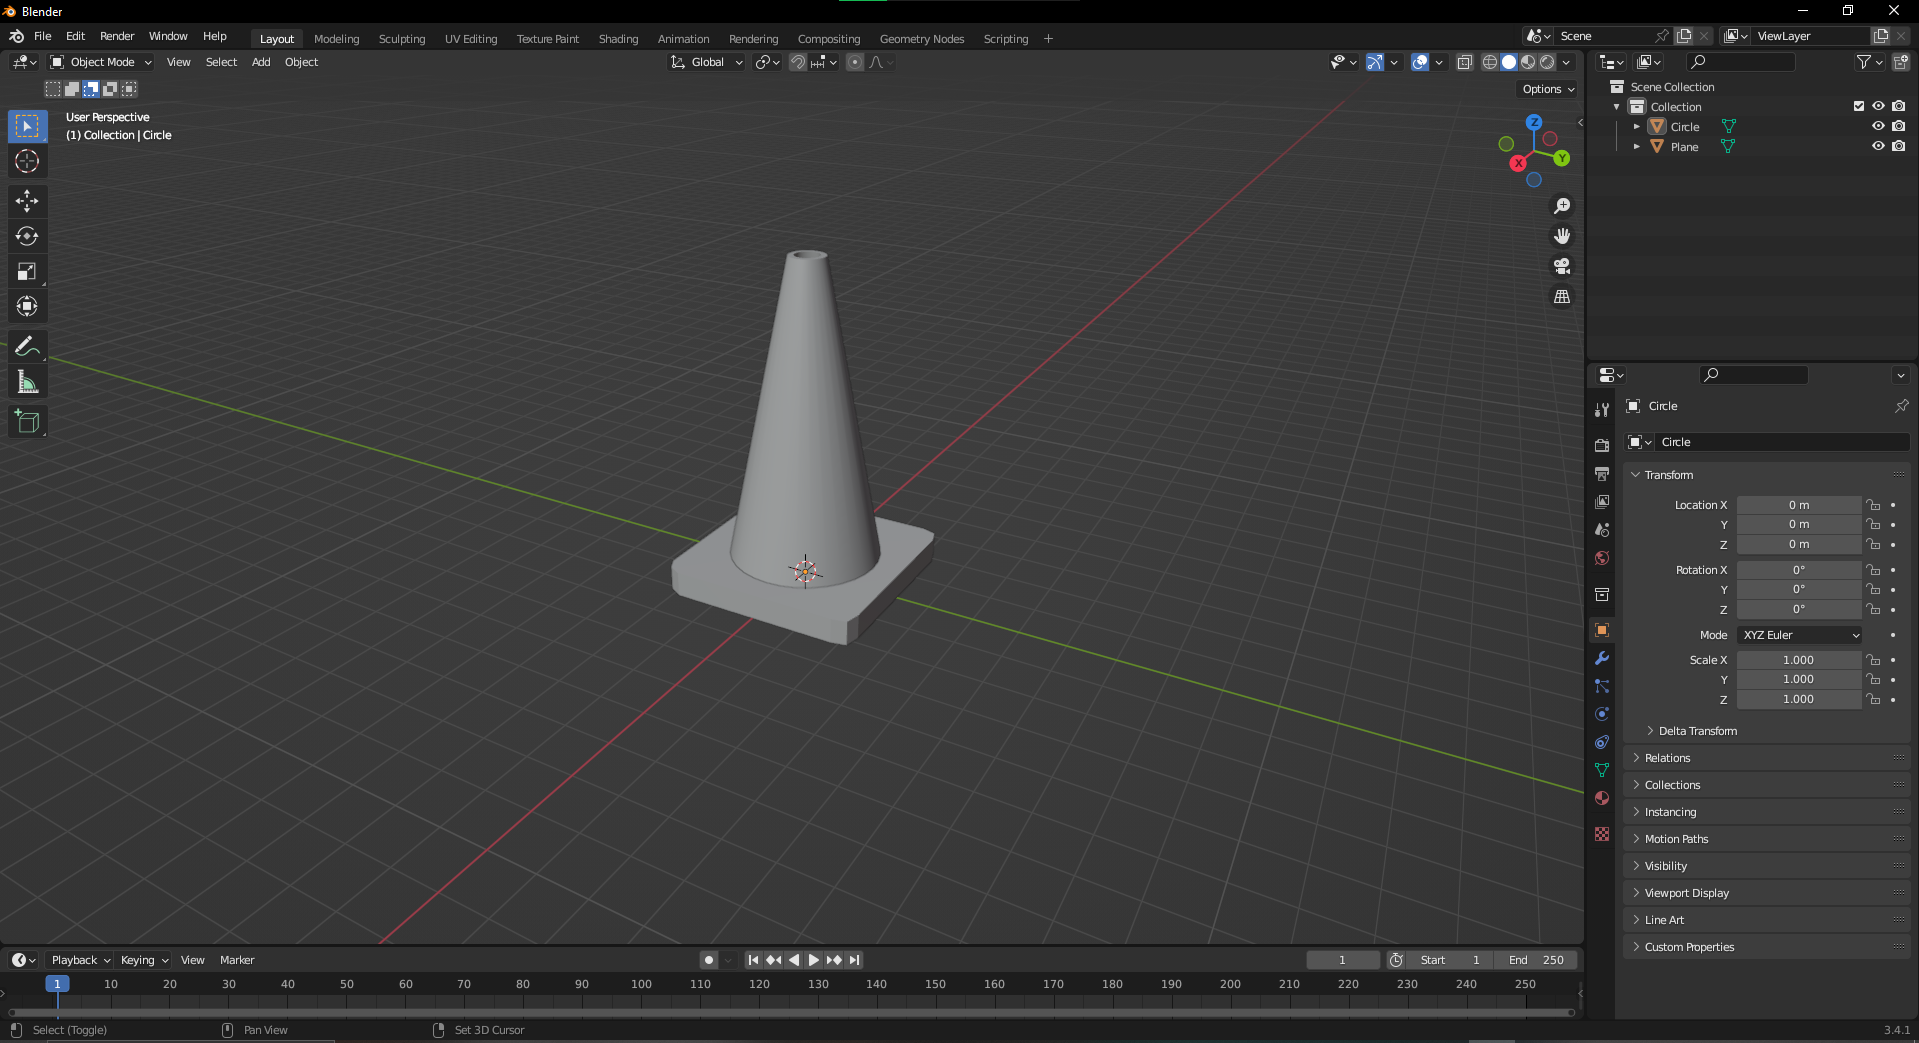 Blender
File Edit Render Window Help Layout Modeling Sculpting UV Editing Texture Paint Shading Animation Rendering Compositing Geometry Nodes Scripting + Scene ViewLayer
Object Mode View Select Add Object Global
Options
User Perspective
(1) Collection | Circle
Z
Y
X
Scene Collection
Collection
Circle
Plane
Circle
Circle
Transform
Location X 0 m
Y 0 m
Z 0 m
Rotation X 0°
Y 0°
Z 0°
Mode XYZ Euler
Scale X 1.000
Y 1.000
Z 1.000
Delta Transform
Relations
Collections
Instancing
Motion Paths
Visibility
Viewport Display
Line Art
Custom Properties
Playback Keying View Marker 1 Start 1 End 250
1 10 20 30 40 50 60 70 80 90 100 110 120 130 140 150 160 170 180 190 200 210 220 230 240 250
Select (Toggle) Pan View Set 3D Cursor 3.4.1